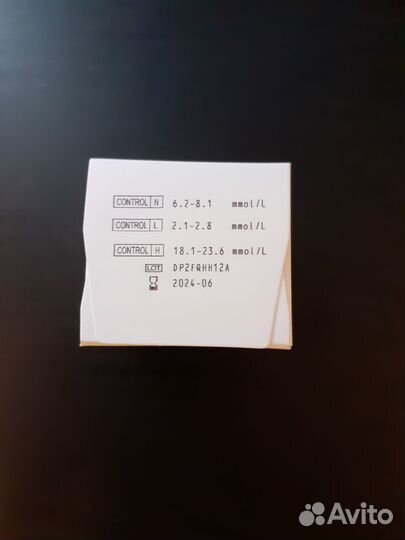 CONTROL N 6.2-8.1 mmol/L
CONTROL L 2.1-2.8 mmol/L
CONTROL H 18.1-23.6 mmol/L
LOT DP2FQHH12A
2024-06
Avito